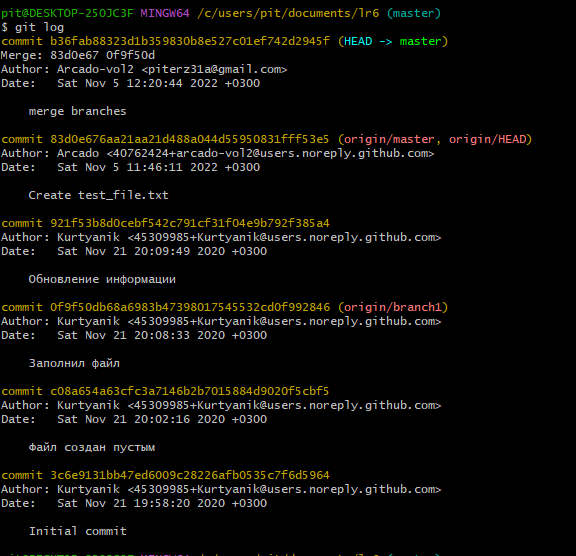 pit@DESKTOP-25OJC3F MINGW64 /c/users/pit/documents/lr6 (master)
$ git log
commit b36fab88323d1b359830b8e527c01ef742d2945f (HEAD -> master)
Merge: 83d0e67 0f9f50d
Author: Arcado-vol2 <piterz31a@gmail.com>
Date:   Sat Nov 5 12:20:44 2022 +0300

    merge branches

commit 83d0e676aa21aa21d488a044d55950831fff53e5 (origin/master, origin/HEAD)
Author: Arcado <40762424+arcado-vol2@users.noreply.github.com>
Date:   Sat Nov 5 11:46:11 2022 +0300

    Create test_file.txt

commit 921f53b8d0cebf542c791cf31f04e9b792f385a4
Author: Kurtyanik <45309985+Kurtyanik@users.noreply.github.com>
Date:   Sat Nov 21 20:09:49 2020 +0300

    Обновление информации

commit 0f9f50db68a6983b47398017545532cd0f992846 (origin/branch1)
Author: Kurtyanik <45309985+Kurtyanik@users.noreply.github.com>
Date:   Sat Nov 21 20:08:33 2020 +0300

    Заполнил файл

commit c08a654a63cfc3a7146b2b7015884d9020f5cbf5
Author: Kurtyanik <45309985+Kurtyanik@users.noreply.github.com>
Date:   Sat Nov 21 20:02:16 2020 +0300

    Файл создан пустым

commit 3c6e9131bb47ed6009c28226afb0535c7f6d5964
Author: Kurtyanik <45309985+Kurtyanik@users.noreply.github.com>
Date:   Sat Nov 21 19:58:20 2020 +0300

    Initial commit